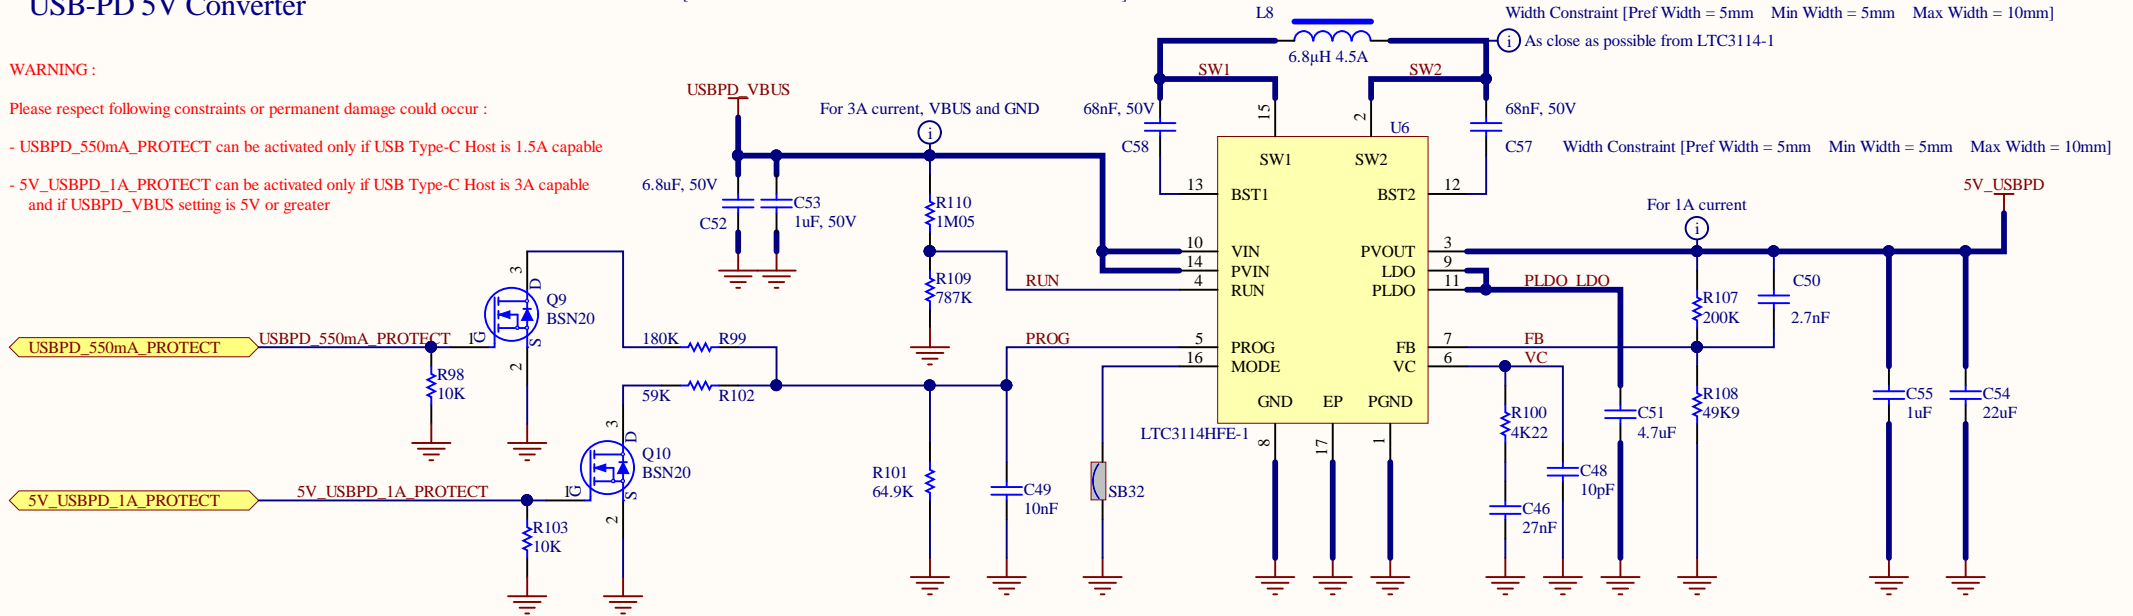 USB-PD 5V Converter
[
]
WARNING :
Please respect following constraints or permanent damage could occur :
- USBPD_550mA_PROTECT can be activated only if USB Type-C Host is 1.5A capable
- 5V_USBPD_1A_PROTECT can be activated only if USB Type-C Host is 3A capable
and if USBPD_VBUS setting is 5V or greater
L8
6.8µH 4.5A
Width Constraint [Pref Width = 5mm Min Width = 5mm Max Width = 10mm]
i As close as possible from LTC3114-1
SW1
SW2
USBPD_VBUS
For 3A current, VBUS and GND
i
68nF, 50V
C58
15
2
U6
68nF, 50V
C57
Width Constraint [Pref Width = 5mm Min Width = 5mm Max Width = 10mm]
SW1
SW2
6.8uF, 50V
C52
C53
1uF, 50V
R110
1M05
13
BST1
BST2
12
5V_USBPD
For 1A current
i
10
VIN
PVOUT
3
14
PVIN
LDO
9
RUN
4
RUN
PLDO
11
PLDO_LDO
R109
787K
R107
200K
C50
2.7nF
3
D
Q9
BSN20
USBPD_550mA_PROTECT
USBPD_550mA_PROTECT
1
G
S
2
R98
10K
180K
R99
59K
R102
PROG
5
PROG
FB
7
FB
16
MODE
VC
6
VC
GND
EP
PGND
LTC3114HFE-1
8
17
1
R108
49K9
C55
1uF
C54
22uF
R100
4K22
C51
4.7uF
3
D
Q10
BSN20
5V_USBPD_1A_PROTECT
5V_USBPD_1A_PROTECT
1
G
S
2
R103
10K
R101
64.9K
C49
10nF
SB32
C48
10pF
C46
27nF